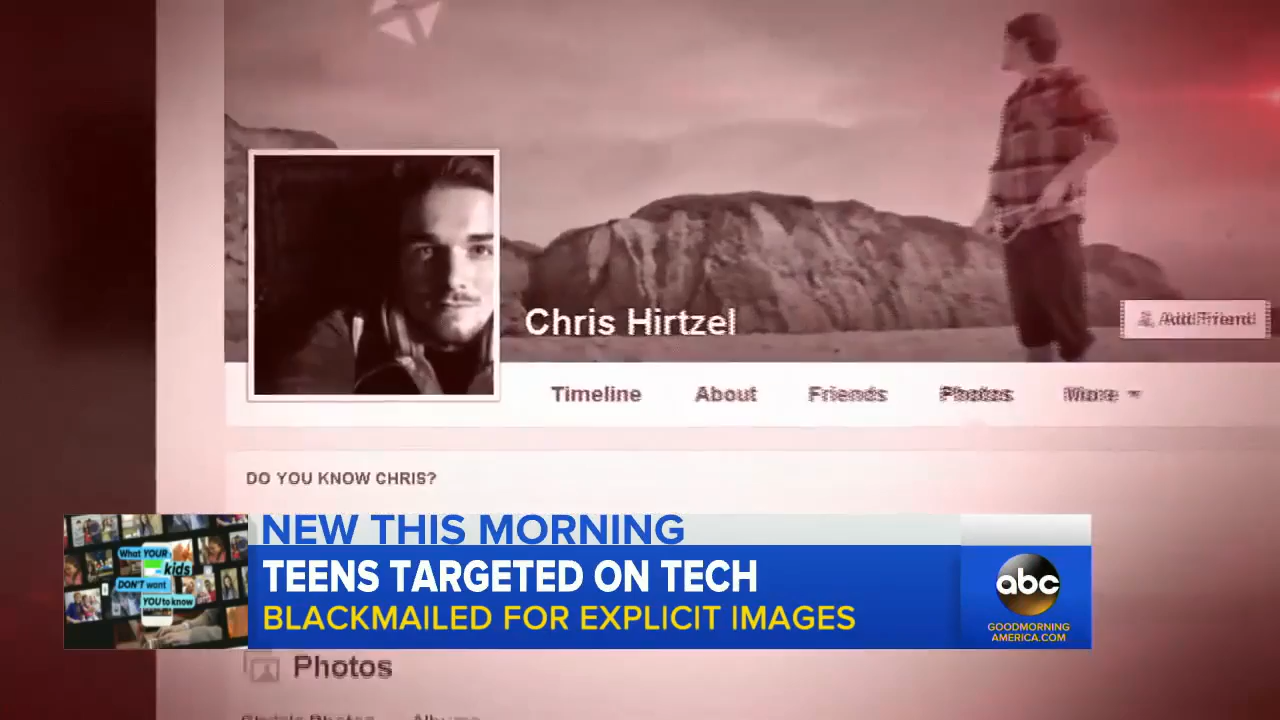 Chris Hirtzel
Add Friend
Timeline About Friends Photos More
DO YOU KNOW CHRIS?
What YOUR
kids
DON'T want
YOU to know
NEW THIS MORNING
TEENS TARGETED ON TECH
BLACKMAILED FOR EXPLICIT IMAGES
abc
GOODMORNING
AMERICA.COM
Photos